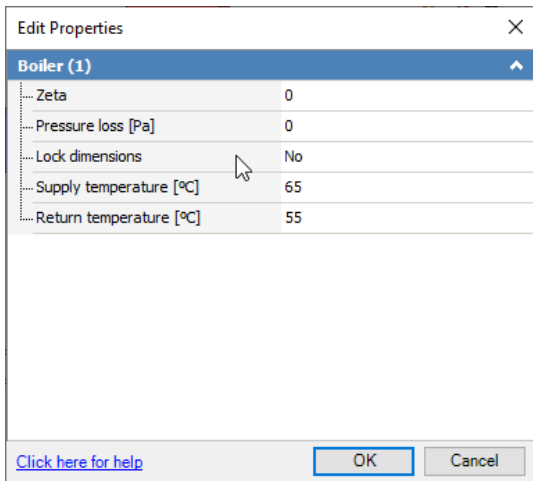 Edit Properties
Boiler (1)
Zeta 0
Pressure loss [Pa] 0
Lock dimensions No
Supply temperature [ºC] 65
Return temperature [ºC] 55
Click here for help OK Cancel